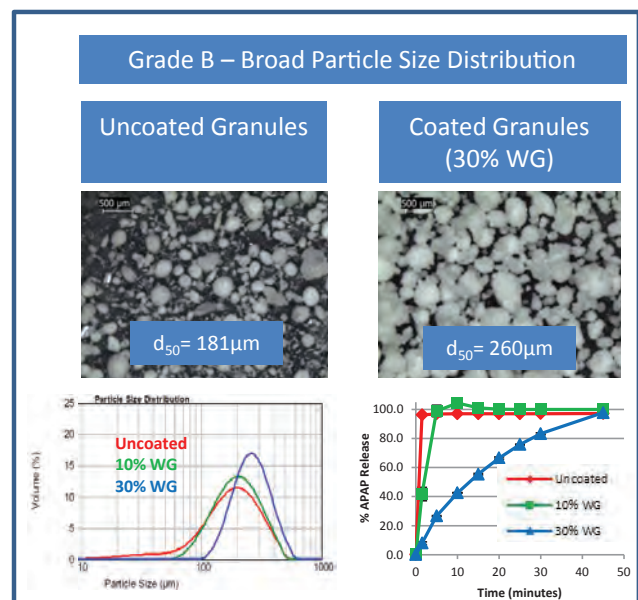 Grade B – Broad Particle Size Distribution
Uncoated Granules
Coated Granules
(30% WG)
500 µm
500 µm
d50= 181µm
d50= 260µm
Particle Size Distribution
25
20
15
10
5
0
Volume (%)
Uncoated
10% WG
30% WG
10
100
1000
Particle Size (µm)
100.0
80.0
60.0
40.0
20.0
0.0
% APAP Release
Uncoated
10% WG
30% WG
0 10 20 30 40 50
Time (minutes)